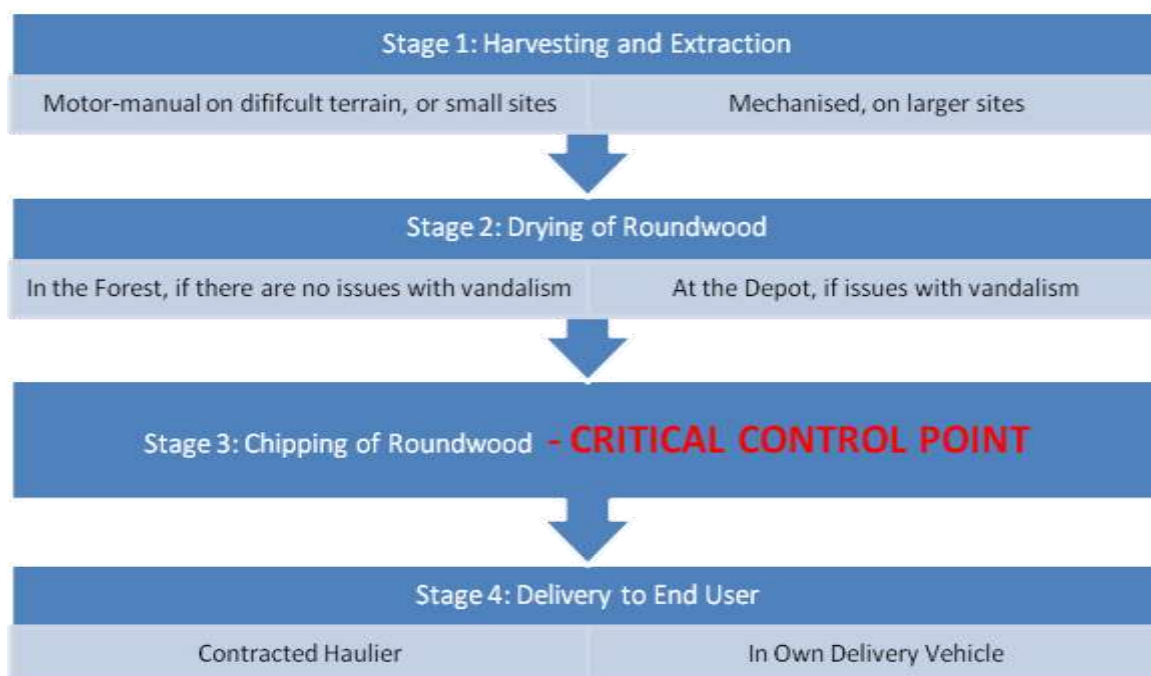 Stage 1: Harvesting and Extraction
Motor-manual on dififcult terrain, or small sites
Mechanised, on larger sites
Stage 2: Drying of Roundwood
In the Forest, if there are no issues with vandalism
At the Depot, if issues with vandalism
Stage 3: Chipping of Roundwood - CRITICAL CONTROL POINT
Stage 4: Delivery to End User
Contracted Haulier
In Own Delivery Vehicle